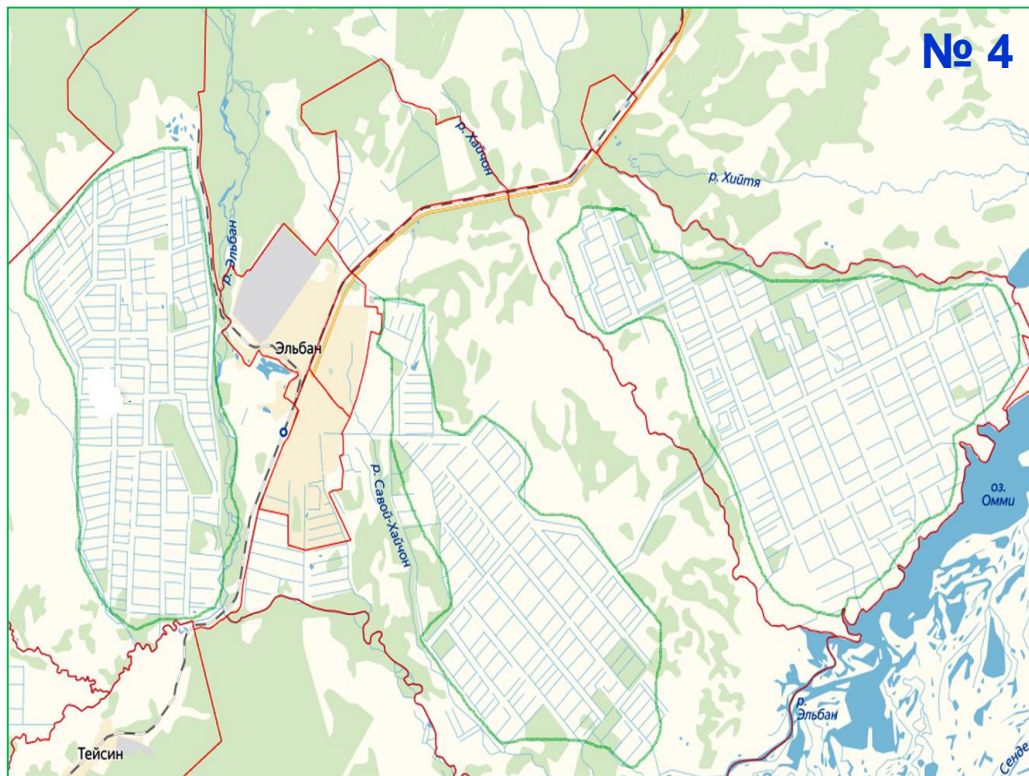 № 4
р. Хайчон
р. Хийтя
р. Эльбан
Эльбан
оз.
Омми
р. Савой-Хайчон
р.
Эльбан
Тейсин